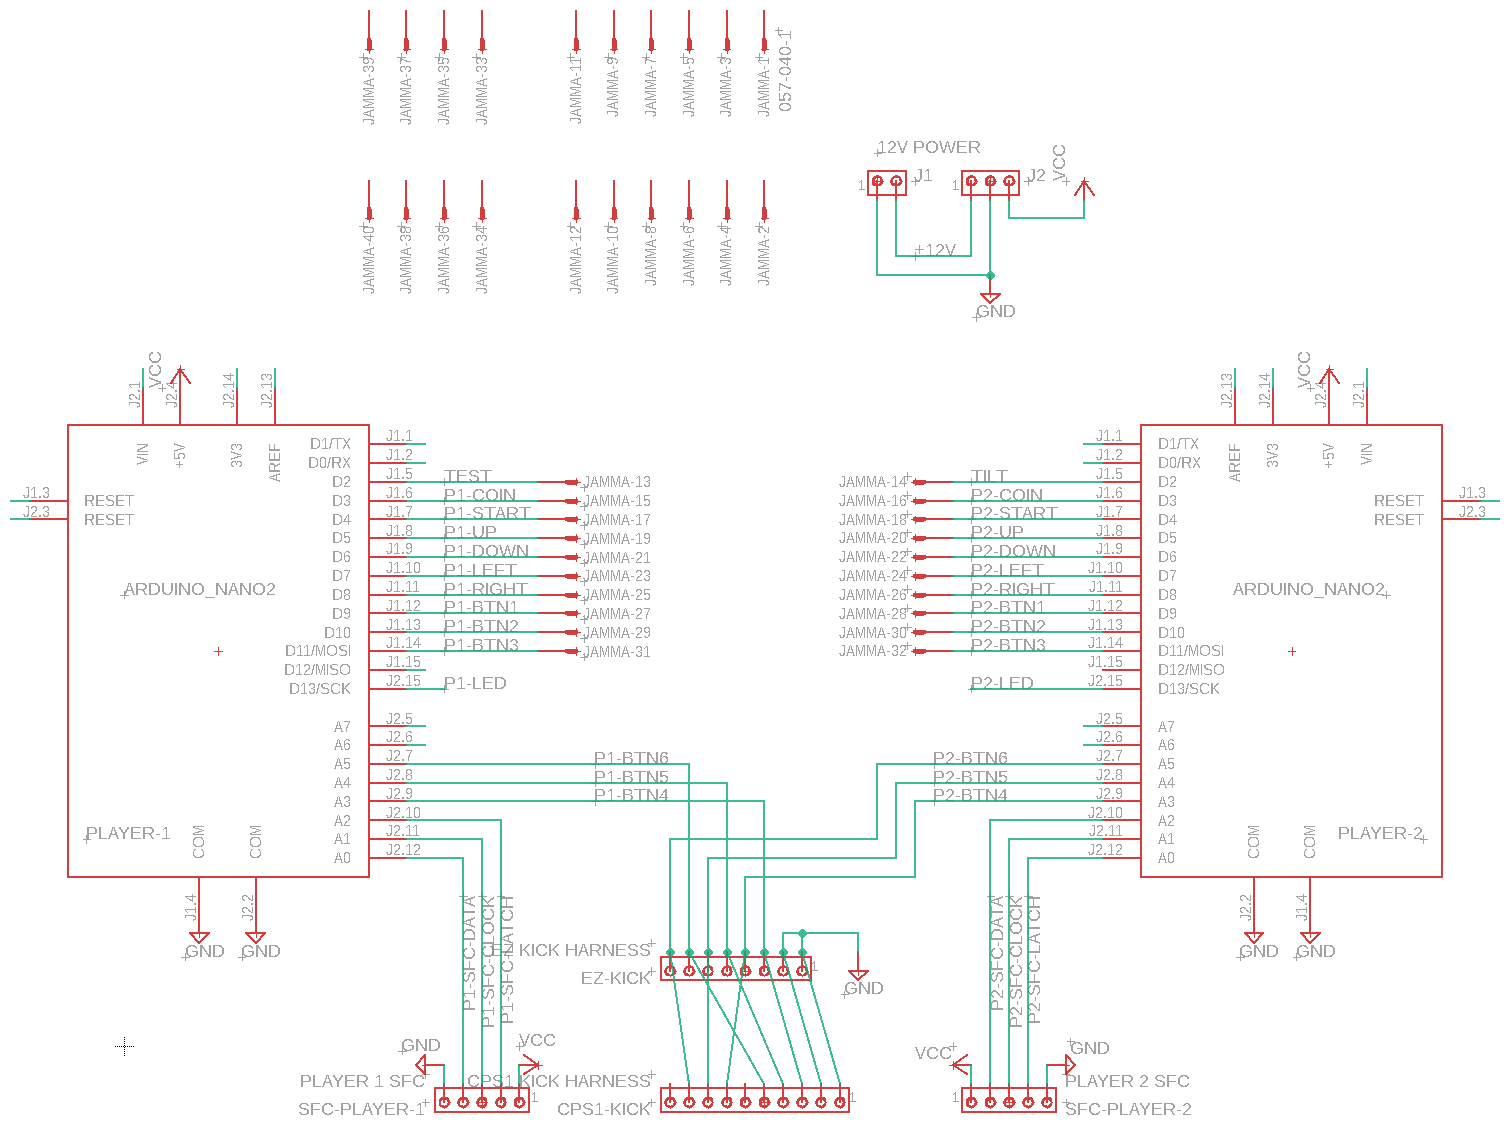 JAMMA-39
JAMMA-37
JAMMA-35
JAMMA-33
JAMMA-11
JAMMA-9
JAMMA-7
JAMMA-5
JAMMA-3
JAMMA-1
057-040-1
JAMMA-40
JAMMA-38
JAMMA-36
JAMMA-34
JAMMA-12
JAMMA-10
JAMMA-8
JAMMA-6
JAMMA-4
JAMMA-2
12V POWER
1
J1
1
J2
VCC
+12V
GND
J2.1
VCC
J2.4
J2.14
J2.13
VIN
+5V
3V3
AREF
J1.3
RESET
J2.3
RESET
ARDUINO_NANO2
PLAYER-1
COM
COM
J1.4
J2.2
GND
GND
D1/TX
J1.1
D0/RX
J1.2
D2
J1.5
TEST
JAMMA-13
D3
J1.6
P1-COIN
JAMMA-15
D4
J1.7
P1-START
JAMMA-17
D5
J1.8
P1-UP
JAMMA-19
D6
J1.9
P1-DOWN
JAMMA-21
D7
J1.10
P1-LEFT
JAMMA-23
D8
J1.11
P1-RIGHT
JAMMA-25
D9
J1.12
P1-BTN1
JAMMA-27
D10
J1.13
P1-BTN2
JAMMA-29
D11/MOSI
J1.14
P1-BTN3
JAMMA-31
D12/MISO
J1.15
D13/SCK
J2.15
P1-LED
A7
J2.5
A6
J2.6
A5
J2.7
P1-BTN6
A4
J2.8
P1-BTN5
A3
J2.9
P1-BTN4
A2
J2.10
A1
J2.11
A0
J2.12
J2.13
J2.14
VCC
J2.4
J2.1
AREF
3V3
+5V
VIN
JAMMA-14
TILT
J1.5
D2
JAMMA-16
P2-COIN
J1.6
D3
JAMMA-18
P2-START
J1.7
D4
JAMMA-20
P2-UP
J1.8
D5
JAMMA-22
P2-DOWN
J1.9
D6
JAMMA-24
P2-LEFT
J1.10
D7
JAMMA-26
P2-RIGHT
J1.11
D8
JAMMA-28
P2-BTN1
J1.12
D9
JAMMA-30
P2-BTN2
J1.13
D10
JAMMA-32
P2-BTN3
J1.14
D11/MOSI
J1.15
D12/MISO
P2-LED
J2.15
D13/SCK
J1.1
D1/TX
J1.2
D0/RX
J2.5
A7
J2.6
A6
P2-BTN6
J2.7
A5
P2-BTN5
J2.8
A4
P2-BTN4
J2.9
A3
J2.10
A2
J2.11
A1
J2.12
A0
J1.3
RESET
J2.3
RESET
ARDUINO_NANO2
PLAYER-2
COM
COM
J2.2
J1.4
GND
GND
P1-SFC-DATA
P1-SFC-CLOCK
P1-SFC-LATCH
EZ KICK HARNESS
EZ-KICK
1
GND
P2-SFC-DATA
P2-SFC-CLOCK
P2-SFC-LATCH
GND
VCC
PLAYER 1 SFC
SFC-PLAYER-1
1
CPS1 KICK HARNESS
CPS1-KICK
1
VCC
GND
1
PLAYER 2 SFC
SFC-PLAYER-2